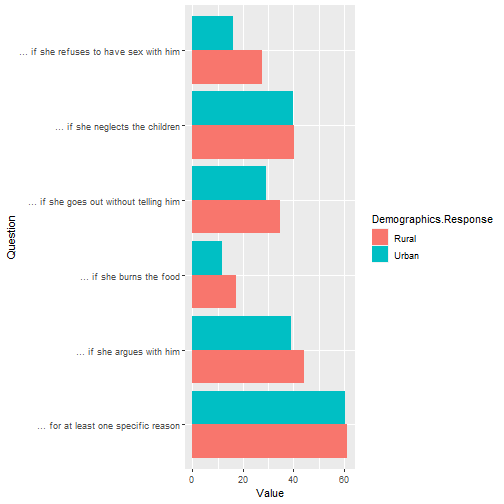 ... if she refuses to have sex with him
... if she neglects the children
... if she goes out without telling him
... if she burns the food
... if she argues with him
... for at least one specific reason
Question
0 20 40 60
Value
Demographics.Response
Rural
Urban